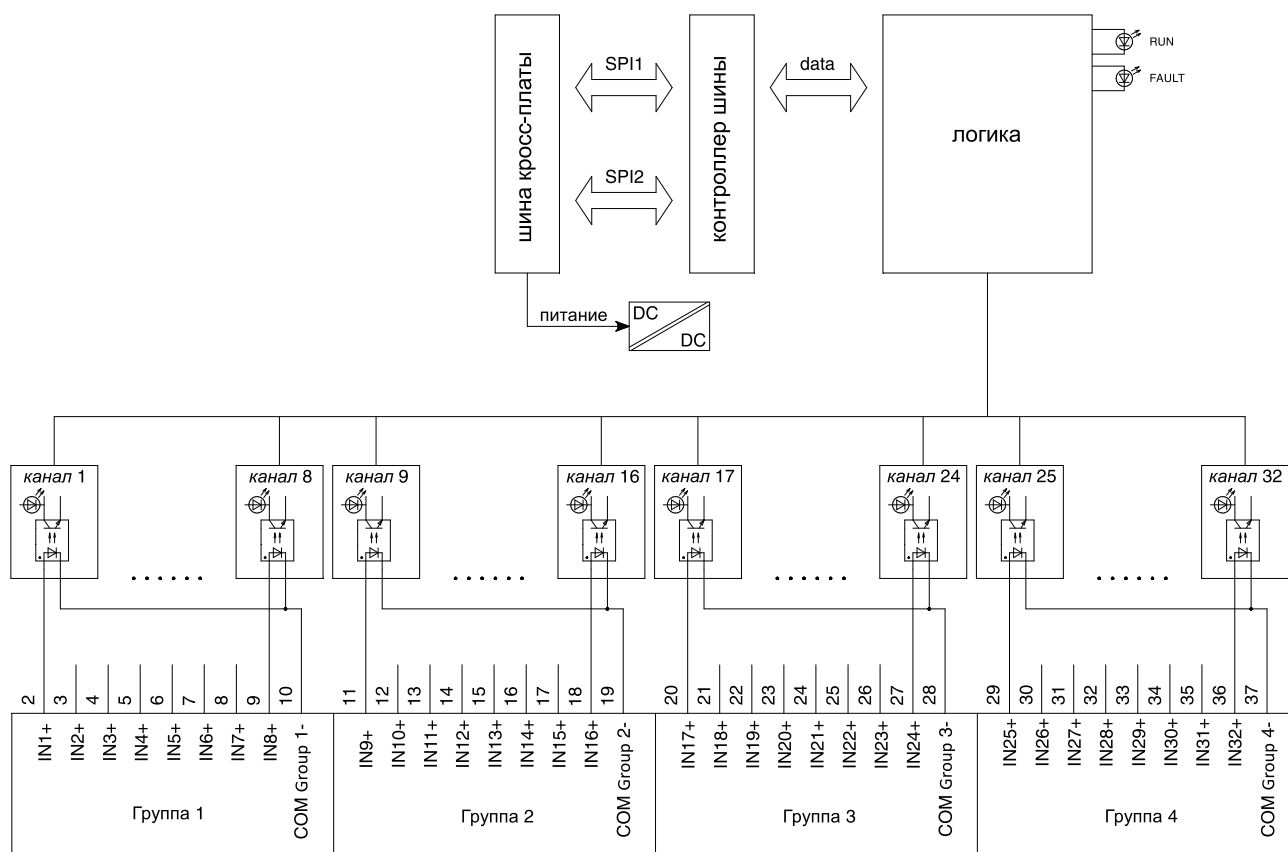 шина кросс-платы
SPI1
SPI2
контроллер шины
data
логика
RUN
FAULT
питание
DC
DC
канал 1
канал 8
канал 9
канал 16
канал 17
канал 24
канал 25
канал 32
2 3 4 5 6 7 8 9 10
11 12 13 14 15 16 17 18 19
20 21 22 23 24 25 26 27 28
29 30 31 32 33 34 35 36 37
IN1+ IN2+ IN3+ IN4+ IN5+ IN6+ IN7+ IN8+ COM Group 1-
IN9+ IN10+ IN11+ IN12+ IN13+ IN14+ IN15+ IN16+ COM Group 2-
IN17+ IN18+ IN19+ IN20+ IN21+ IN22+ IN23+ IN24+ COM Group 3-
IN25+ IN26+ IN27+ IN28+ IN29+ IN30+ IN31+ IN32+ COM Group 4-
Группа 1
Группа 2
Группа 3
Группа 4